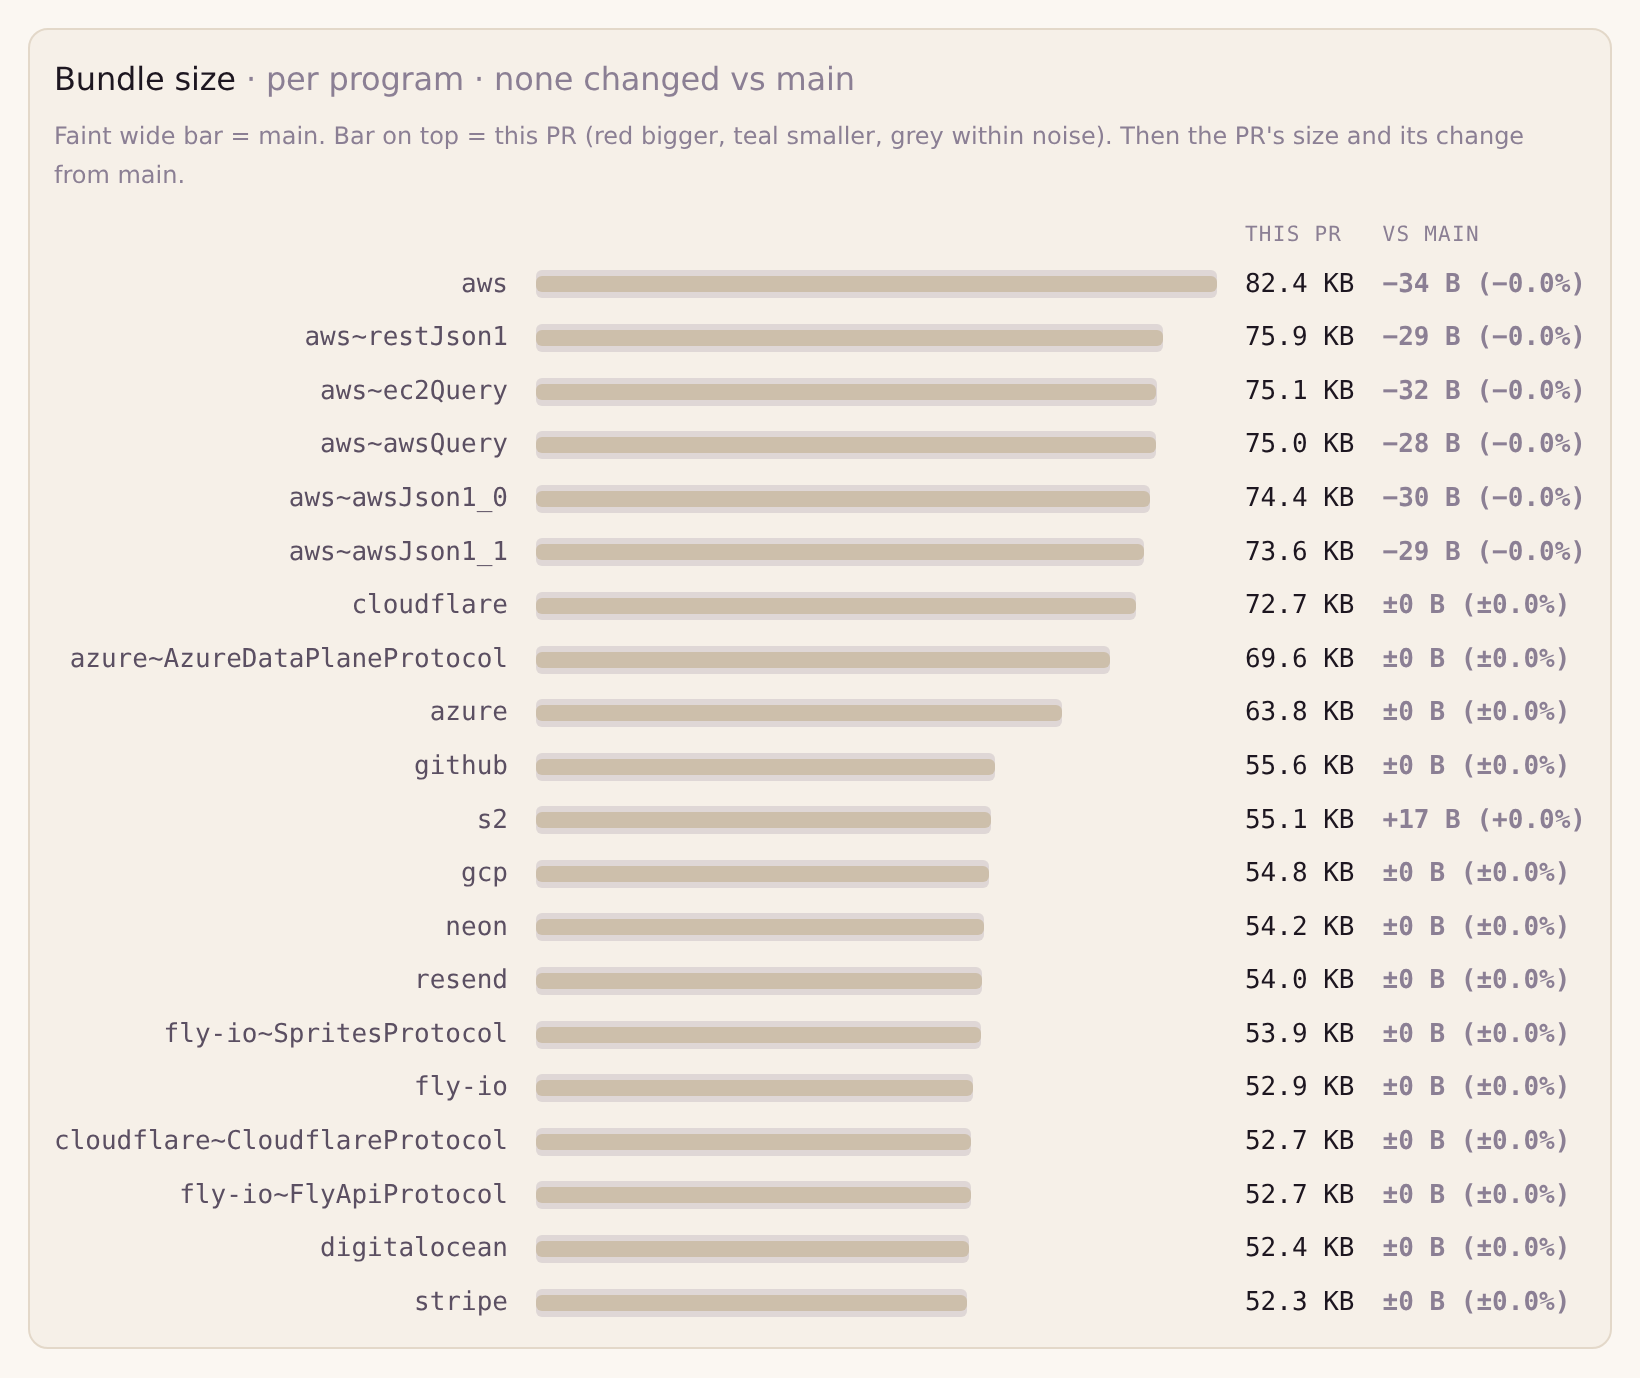 Bundle size · per program · none changed vs main
Faint wide bar = main. Bar on top = this PR (red bigger, teal smaller, grey within noise). Then the PR's size and its change
from main.
THIS PR VS MAIN
aws 82.4 KB −34 B (−0.0%)
aws~restJson1 75.9 KB −29 B (−0.0%)
aws~ec2Query 75.1 KB −32 B (−0.0%)
aws~awsQuery 75.0 KB −28 B (−0.0%)
aws~awsJson1_0 74.4 KB −30 B (−0.0%)
aws~awsJson1_1 73.6 KB −29 B (−0.0%)
cloudflare 72.7 KB ±0 B (±0.0%)
azure~AzureDataPlaneProtocol 69.6 KB ±0 B (±0.0%)
azure 63.8 KB ±0 B (±0.0%)
github 55.6 KB ±0 B (±0.0%)
s2 55.1 KB +17 B (+0.0%)
gcp 54.8 KB ±0 B (±0.0%)
neon 54.2 KB ±0 B (±0.0%)
resend 54.0 KB ±0 B (±0.0%)
fly-io~SpritesProtocol 53.9 KB ±0 B (±0.0%)
fly-io 52.9 KB ±0 B (±0.0%)
cloudflare~CloudflareProtocol 52.7 KB ±0 B (±0.0%)
fly-io~FlyApiProtocol 52.7 KB ±0 B (±0.0%)
digitalocean 52.4 KB ±0 B (±0.0%)
stripe 52.3 KB ±0 B (±0.0%)